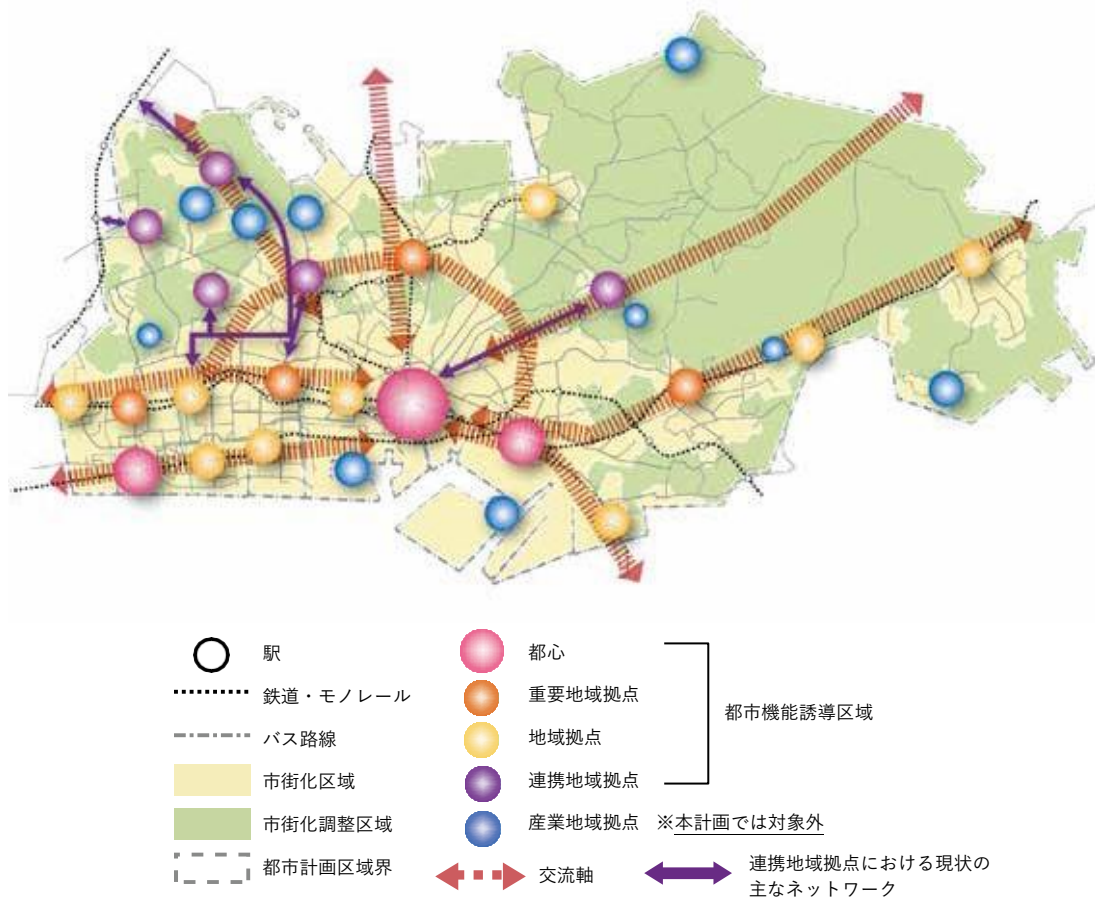 駅
鉄道・モノレール
バス路線
市街化区域
市街化調整区域
都市計画区域界
都心
重要地域拠点
地域拠点
連携地域拠点
都市機能誘導区域
産業地域拠点 ※本計画では対象外
交流軸
連携地域拠点における現状の
主なネットワーク